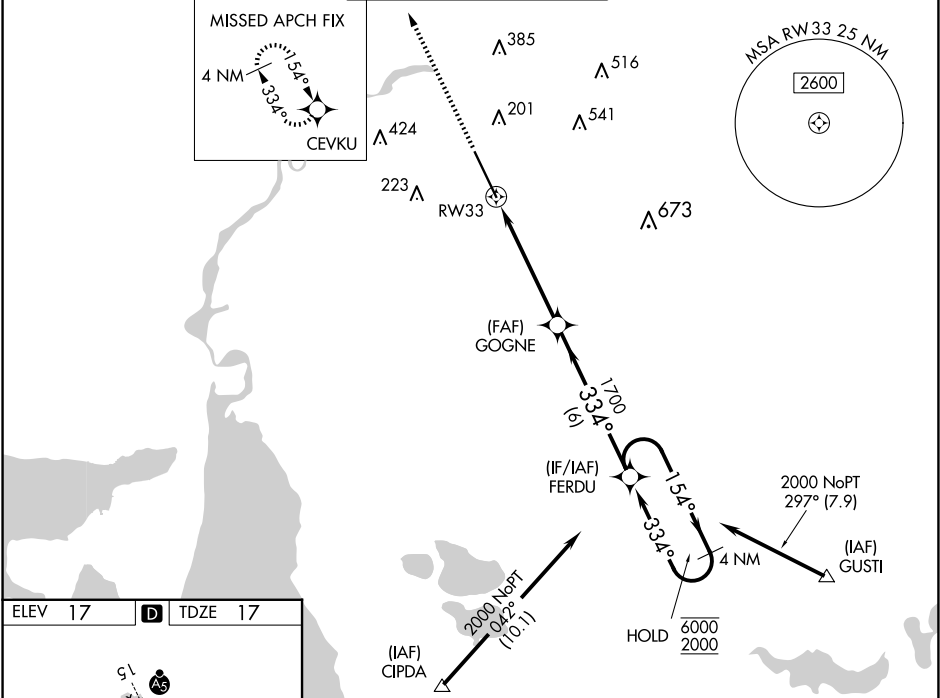 MISSED APCH FIX
4 NM
154°
334°
CEVKU
385
516
201
541
424
223
RW33
673
MSA RW33 25 NM
2600
(FAF)
GOGNE
1700
334°
(6)
(IF/IAF)
FERDU
154°
334°
4 NM
2000 NoPT
297° (7.9)
(IAF)
GUSTI
HOLD
6000
2000
2000 NoPT
042°
(10.1)
(IAF)
CIPDA
ELEV 17 D TDZE 17
15
A5